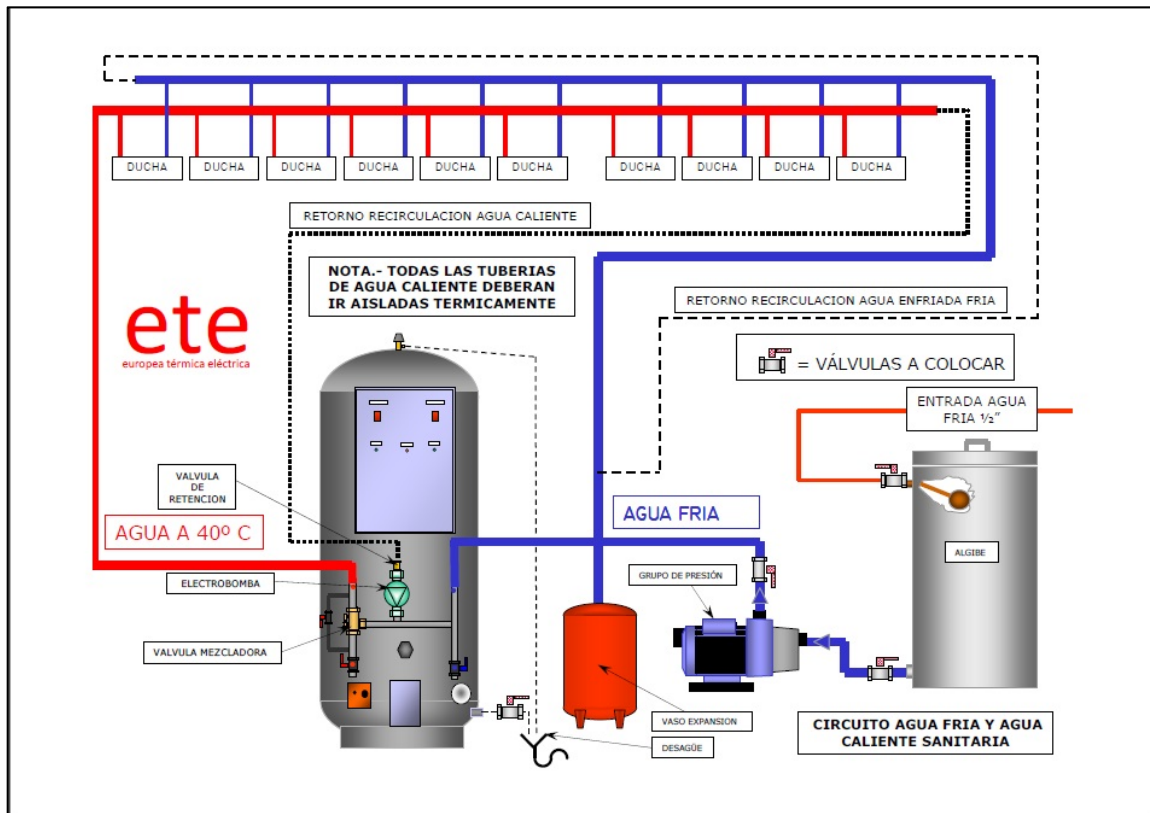 DUCHA
DUCHA
DUCHA
DUCHA
DUCHA
DUCHA
DUCHA
DUCHA
DUCHA
DUCHA
RETORNO RECIRCULACION AGUA CALIENTE
NOTA.- TODAS LAS TUBERIAS
DE AGUA CALIENTE DEBERAN
IR AISLADAS TERMICAMENTE
RETORNO RECIRCULACION AGUA ENFRIADA FRIA
ete
europea térmica eléctrica
= VÁLVULAS A COLOCAR
ENTRADA AGUA
FRIA ½”
VALVULA
DE
RETENCION
AGUA A 40º C
AGUA FRIA
ALGIBE
ELECTROBOMBA
GRUPO DE PRESIÓN
VALVULA MEZCLADORA
VASO EXPANSION
DESAGÜE
CIRCUITO AGUA FRIA Y AGUA
CALIENTE SANITARIA